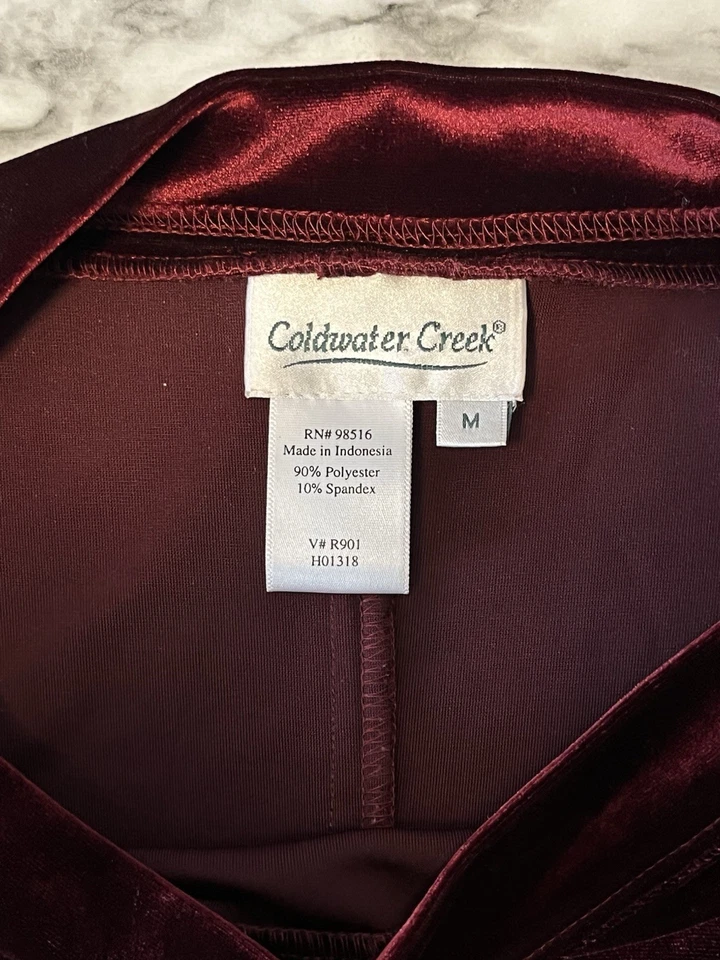 Coldwater Creek®
M
RN# 98516
Made in Indonesia
90% Polyester
10% Spandex
V# R901
H01318